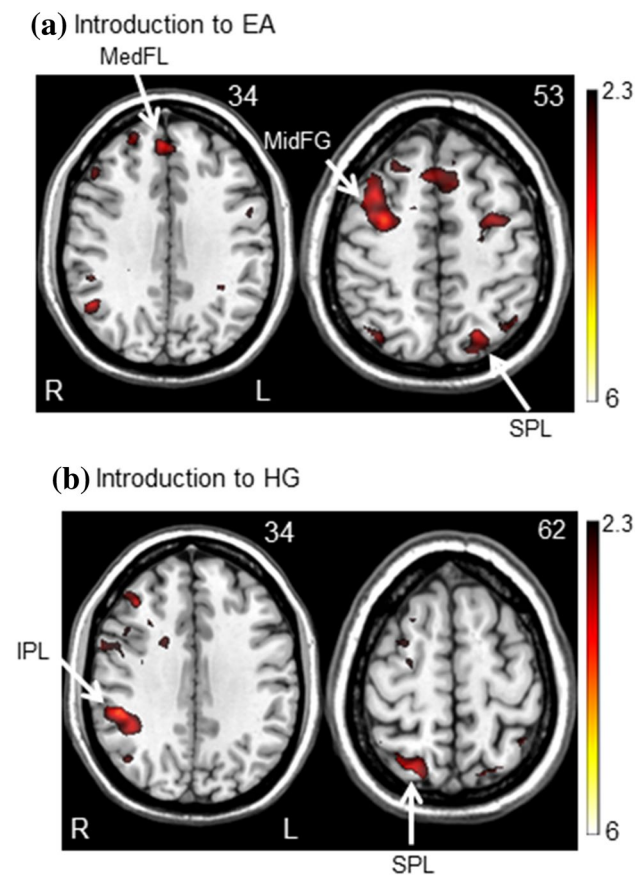 (a) Introduction to EA
MedFL
34
53
2.3
MidFG
R
L
6
SPL
(b) Introduction to HG
34
62
2.3
IPL
R
L
6
SPL